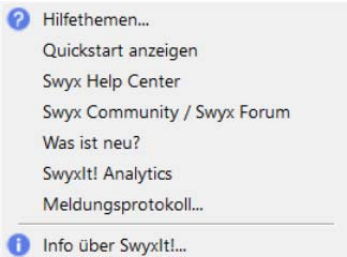 Hilfethemen...
Quickstart anzeigen
Swyx Help Center
Swyx Community / Swyx Forum
Was ist neu?
SwyxIt! Analytics
Meldungsprotokoll...
Info über SwyxIt!...